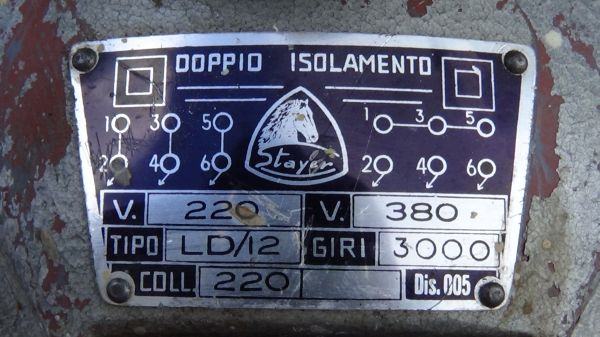 DOPPIO ISOLAMENTO
1 3 5 1 3 5
Stayer
2 4 6 2 4 6
V. 220 V. 380
TIPO LD/12 GIRI 3000
COLL. 220 Dis. 005